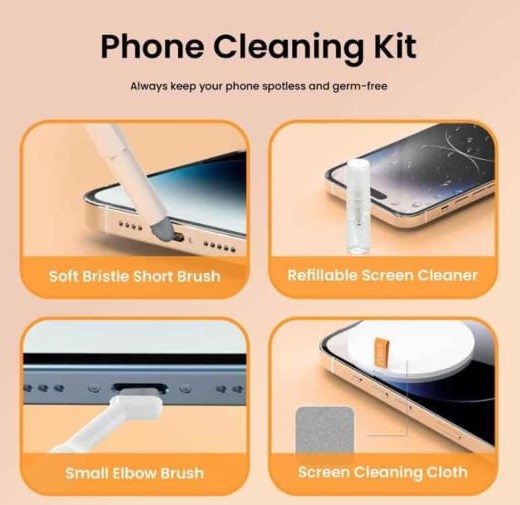 Phone Cleaning Kit
Always keep your phone spotless and germ-free
Soft Bristle Short Brush
Refillable Screen Cleaner
Small Elbow Brush
Screen Cleaning Cloth